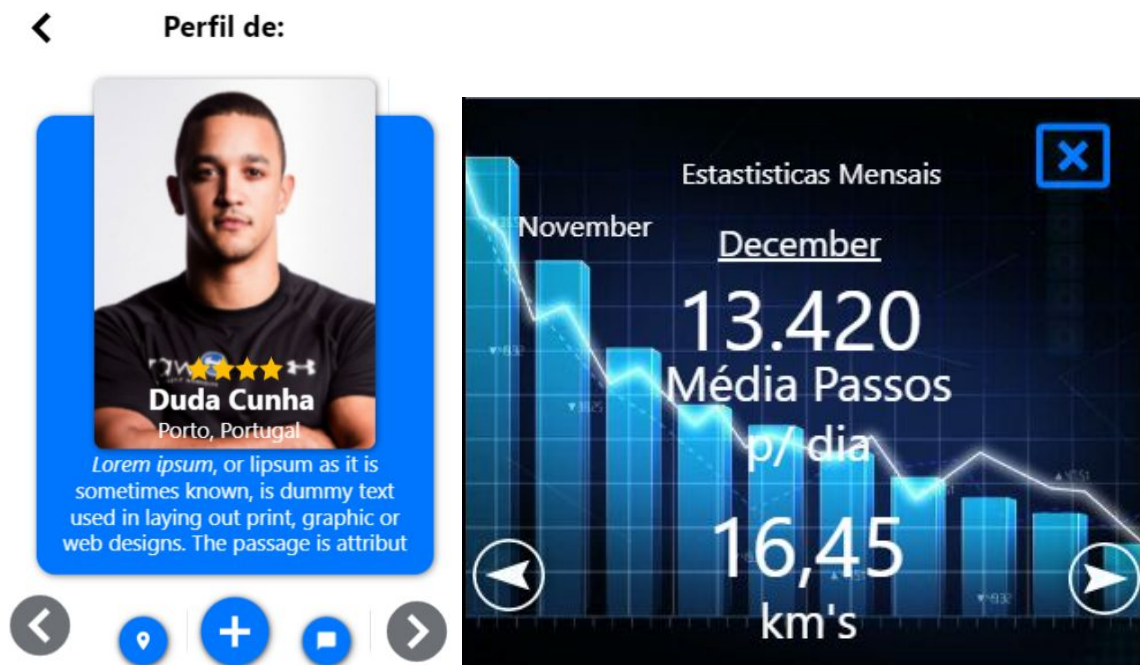 Perfil de:
Duda Cunha
Porto, Portugal
Lorem ipsum, or lipsum as it is
sometimes known, is dummy text
used in laying out print, graphic or
web designs. The passage is attribut
Estastisticas Mensais
November
December
13.420
Média Passos
p/ dia
16,45
km's